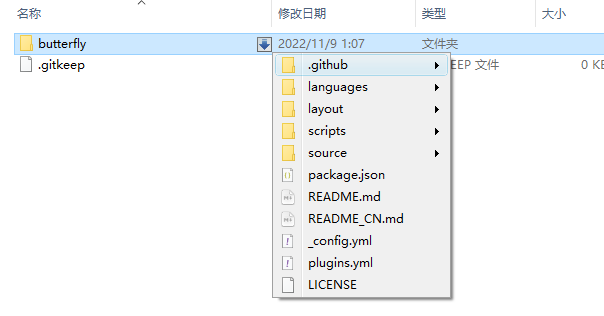 名称 修改日期 类型 大小
butterfly 2022/11/9 1:07 文件夹
.gitkeep EEP 文件 0 KE
.github
languages
layout
scripts
source
package.json
README.md
README_CN.md
_config.yml
plugins.yml
LICENSE